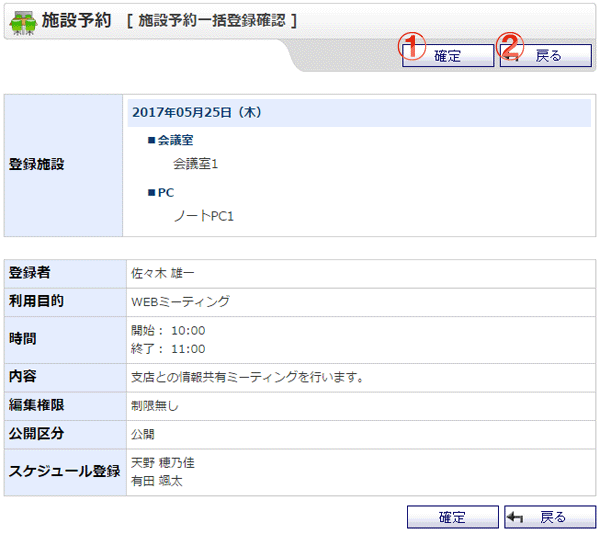 施設予約 [ 施設予約一括登録確認 ]
① 確定 ② 戻る
登録施設
2017年05月25日（木）
■会議室
会議室1
■PC
ノートPC1
登録者 佐々木 雄一
利用目的 WEBミーティング
時間
開始： 10:00
終了： 11:00
内容 支店との情報共有ミーティングを行います。
編集権限 制限無し
公開区分 公開
スケジュール登録
天野 穂乃佳
有田 颯太
確定 戻る